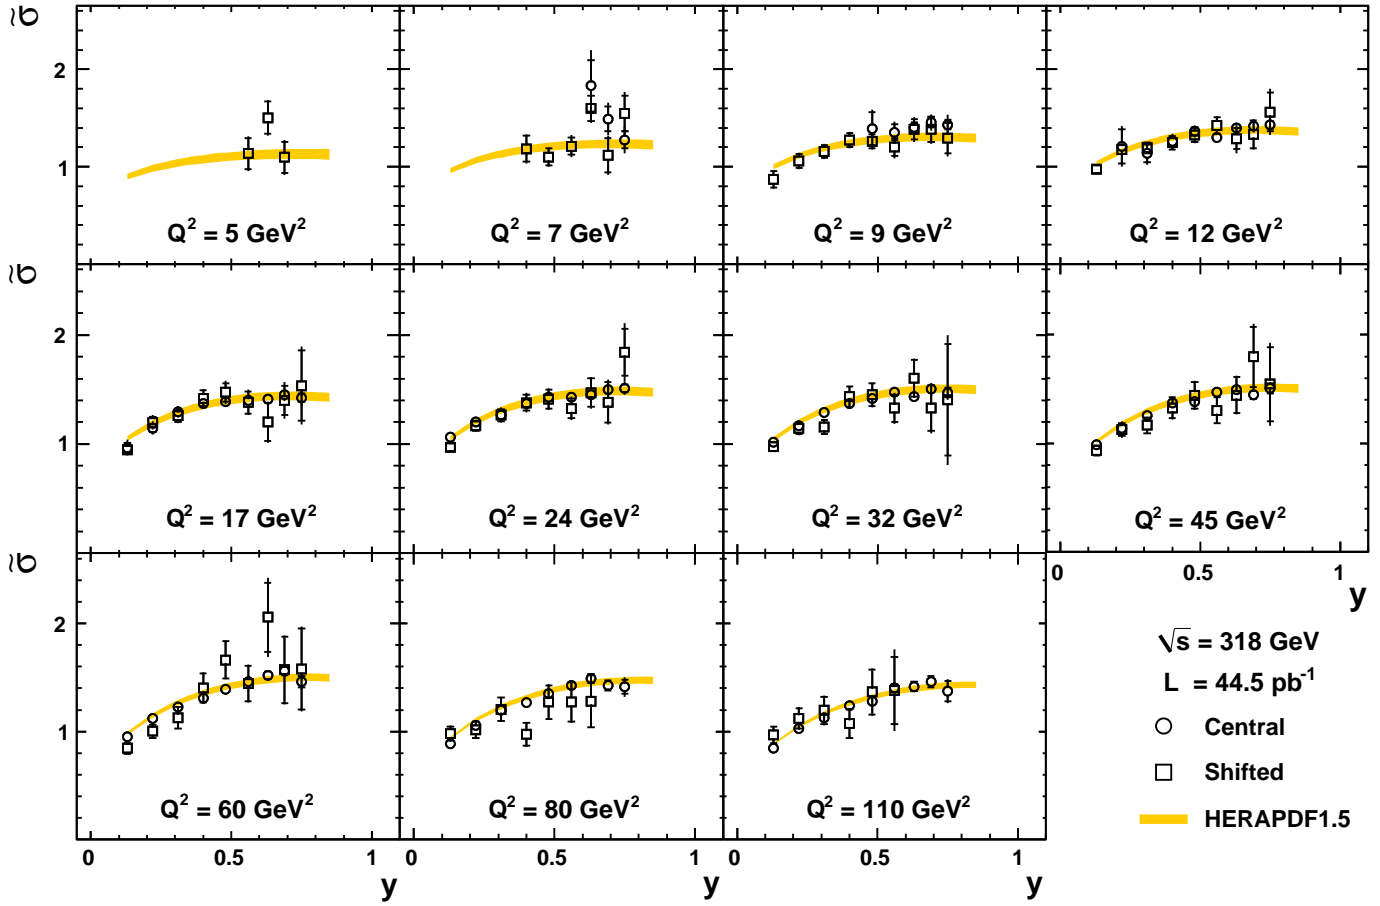 σ̃
2
1
Q² = 5 GeV²
Q² = 7 GeV²
Q² = 9 GeV²
Q² = 12 GeV²
σ̃
2
1
Q² = 17 GeV²
Q² = 24 GeV²
Q² = 32 GeV²
Q² = 45 GeV²
σ̃
2
1
Q² = 60 GeV²
Q² = 80 GeV²
Q² = 110 GeV²
0 0.5 1
y
√s = 318 GeV
L = 44.5 pb⁻¹
Central
Shifted
HERAPDF1.5
0 0.5 1 0 0.5 1 0 0.5 1
y y y